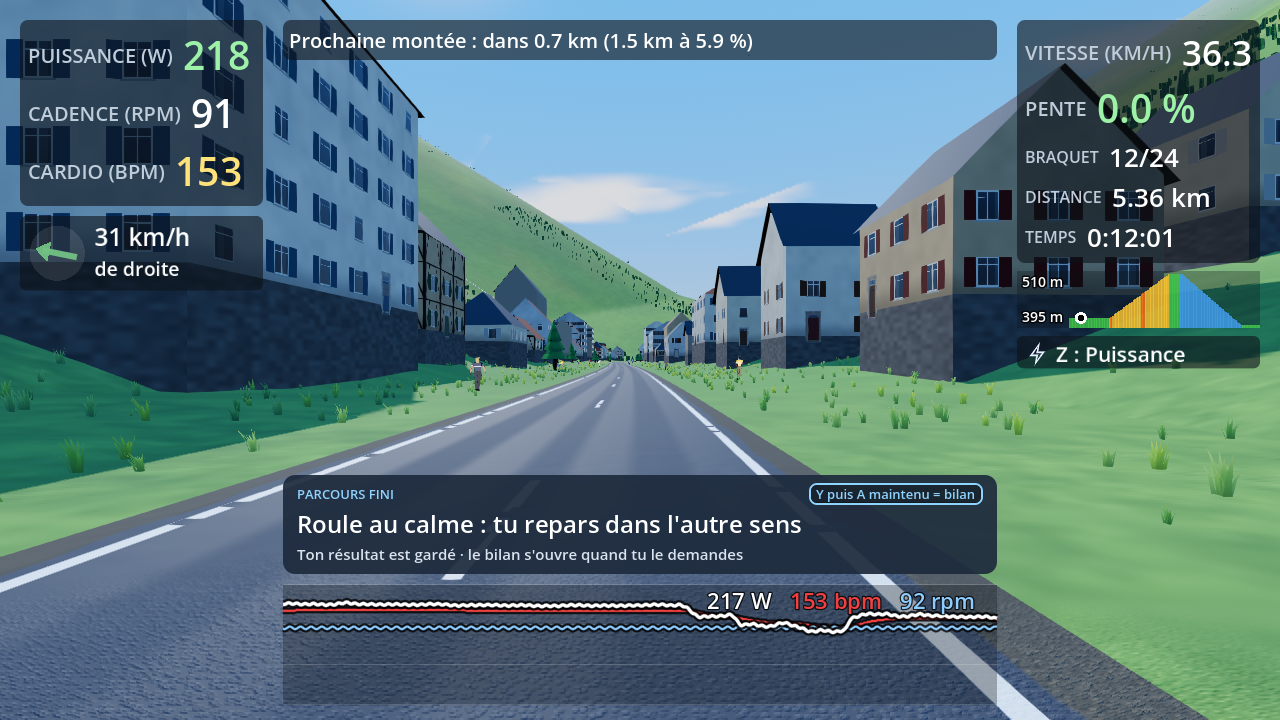 PUISSANCE (W) 218
CADENCE (RPM) 91
CARDIO (BPM) 153
31 km/h
de droite
Prochaine montée : dans 0.7 km (1.5 km à 5.9 %)
VITESSE (KM/H) 36.3
PENTE 0.0 %
BRAQUET 12/24
DISTANCE 5.36 km
TEMPS 0:12:01
510 m
395 m
Z : Puissance
PARCOURS FINI
Y puis A maintenu = bilan
Roule au calme : tu repars dans l'autre sens
Ton résultat est gardé · le bilan s'ouvre quand tu le demandes
217 W 153 bpm 92 rpm